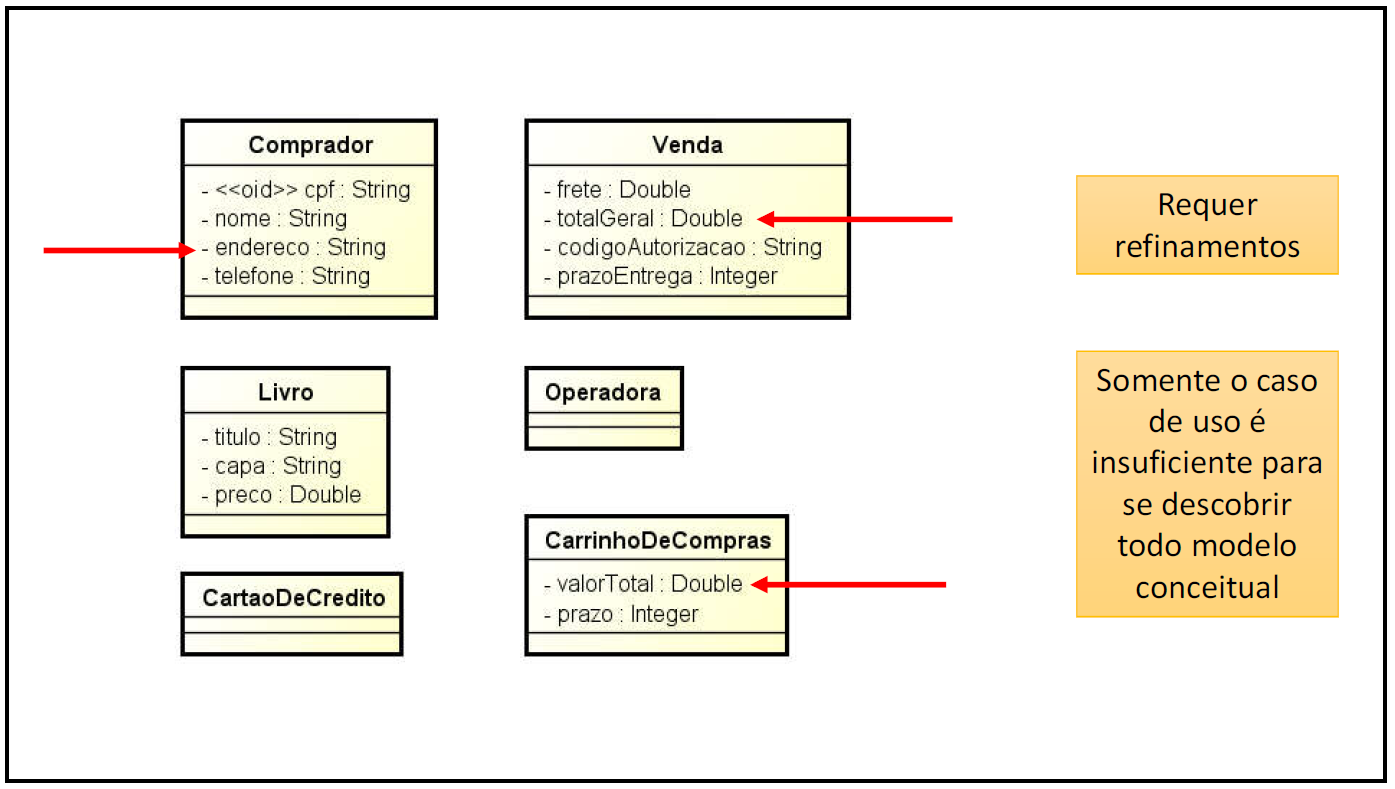 Comprador
- <<oid>> cpf : String
- nome : String
- endereco : String
- telefone : String
Venda
- frete : Double
- totalGeral : Double
- codigoAutorizacao : String
- prazoEntrega : Integer
Requer
refinamentos
Livro
- titulo : String
- capa : String
- preco : Double
Operadora
CartaoDeCredito
CarrinhoDeCompras
- valorTotal : Double
- prazo : Integer
Somente o caso
de uso é
insuficiente para
se descobrir
todo modelo
conceitual